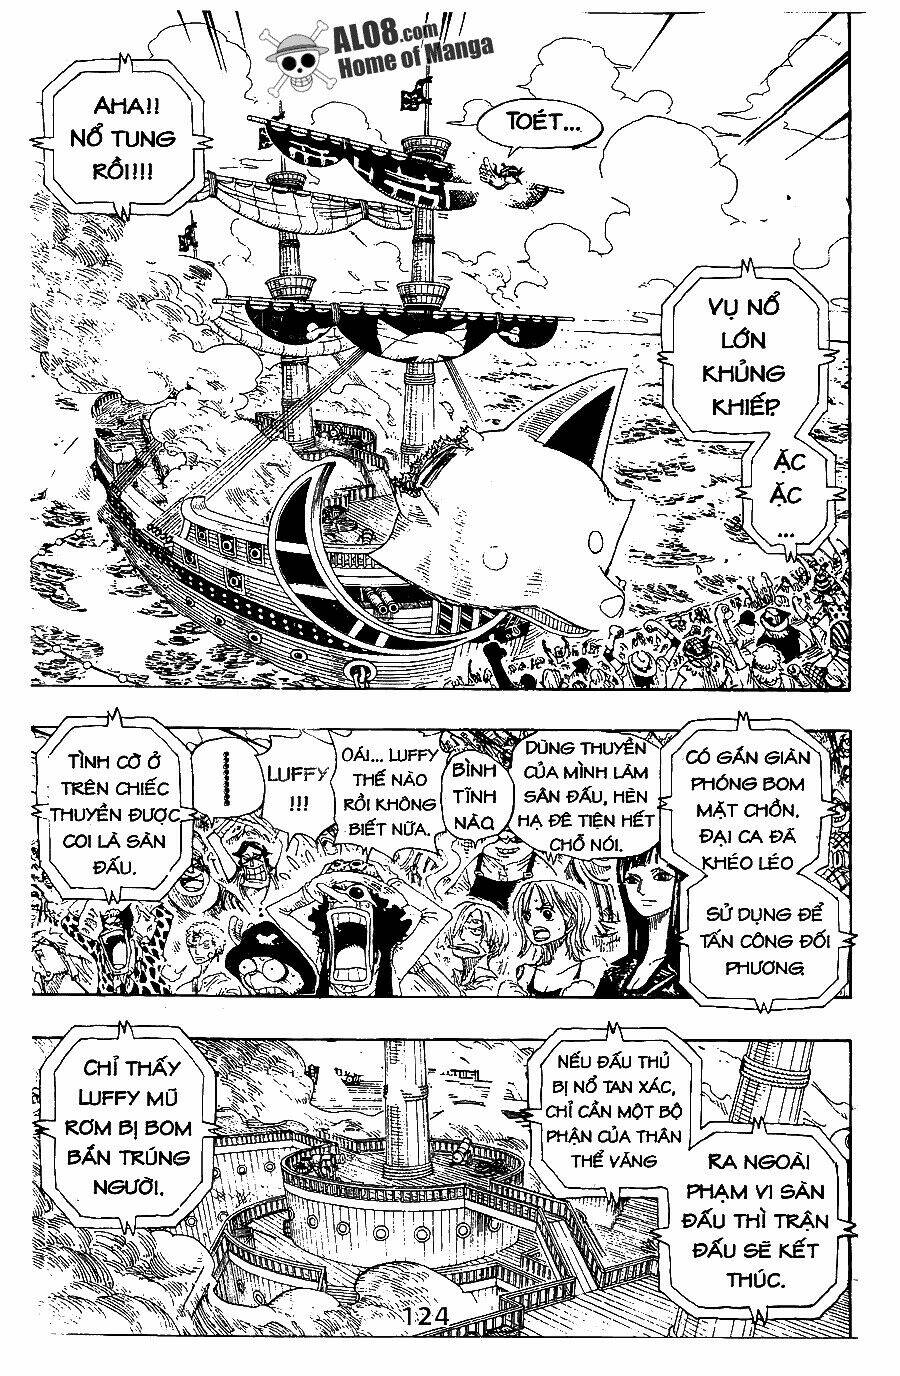 ALO8.com
Home of Manga
AHA!!
NỔ TUNG
RỒI!!!!
TOÉT...
VỤ NỔ
LỚN
KHỦNG
KHIẾP?
ẶC
ẶC
...
TÌNH CỜ Ở
TRÊN CHIẾC
THUYỀN ĐƯỢC
COI LÀ SÀN
ĐẤU.
LUFFY
!!!
OÁI... LUFFY
THẾ NÀO
RỒI KHÔNG
BIẾT NỮA.
BÌNH
TĨNH
NÀO.
DÙNG THUYỀN
CỦA MÌNH LÀM
SÂN ĐẤU, HÈN
HẠ ĐÊ TIỆN HẾT
CHỖ NÓI.
CÓ GẮN GIÀN
PHÓNG BOM
MẶT CHỒN.
ĐẠI CA ĐÃ
KHÉO LÉO
SỬ DỤNG ĐỂ
TẤN CÔNG ĐỐI
PHƯƠNG
CHỈ THẤY
LUFFY MŨ
RƠM BỊ BOM
BẮN TRÚNG
NGƯỜI.
NẾU ĐẤU THỦ
BỊ NỔ TAN XÁC,
CHỈ CẦN MỘT BỘ
PHẬN CỦA THÂN
THỂ VĂNG
RA NGOÀI
PHẠM VI SÀN
ĐẤU THÌ TRẬN
ĐẤU SẼ KẾT
THÚC.
124